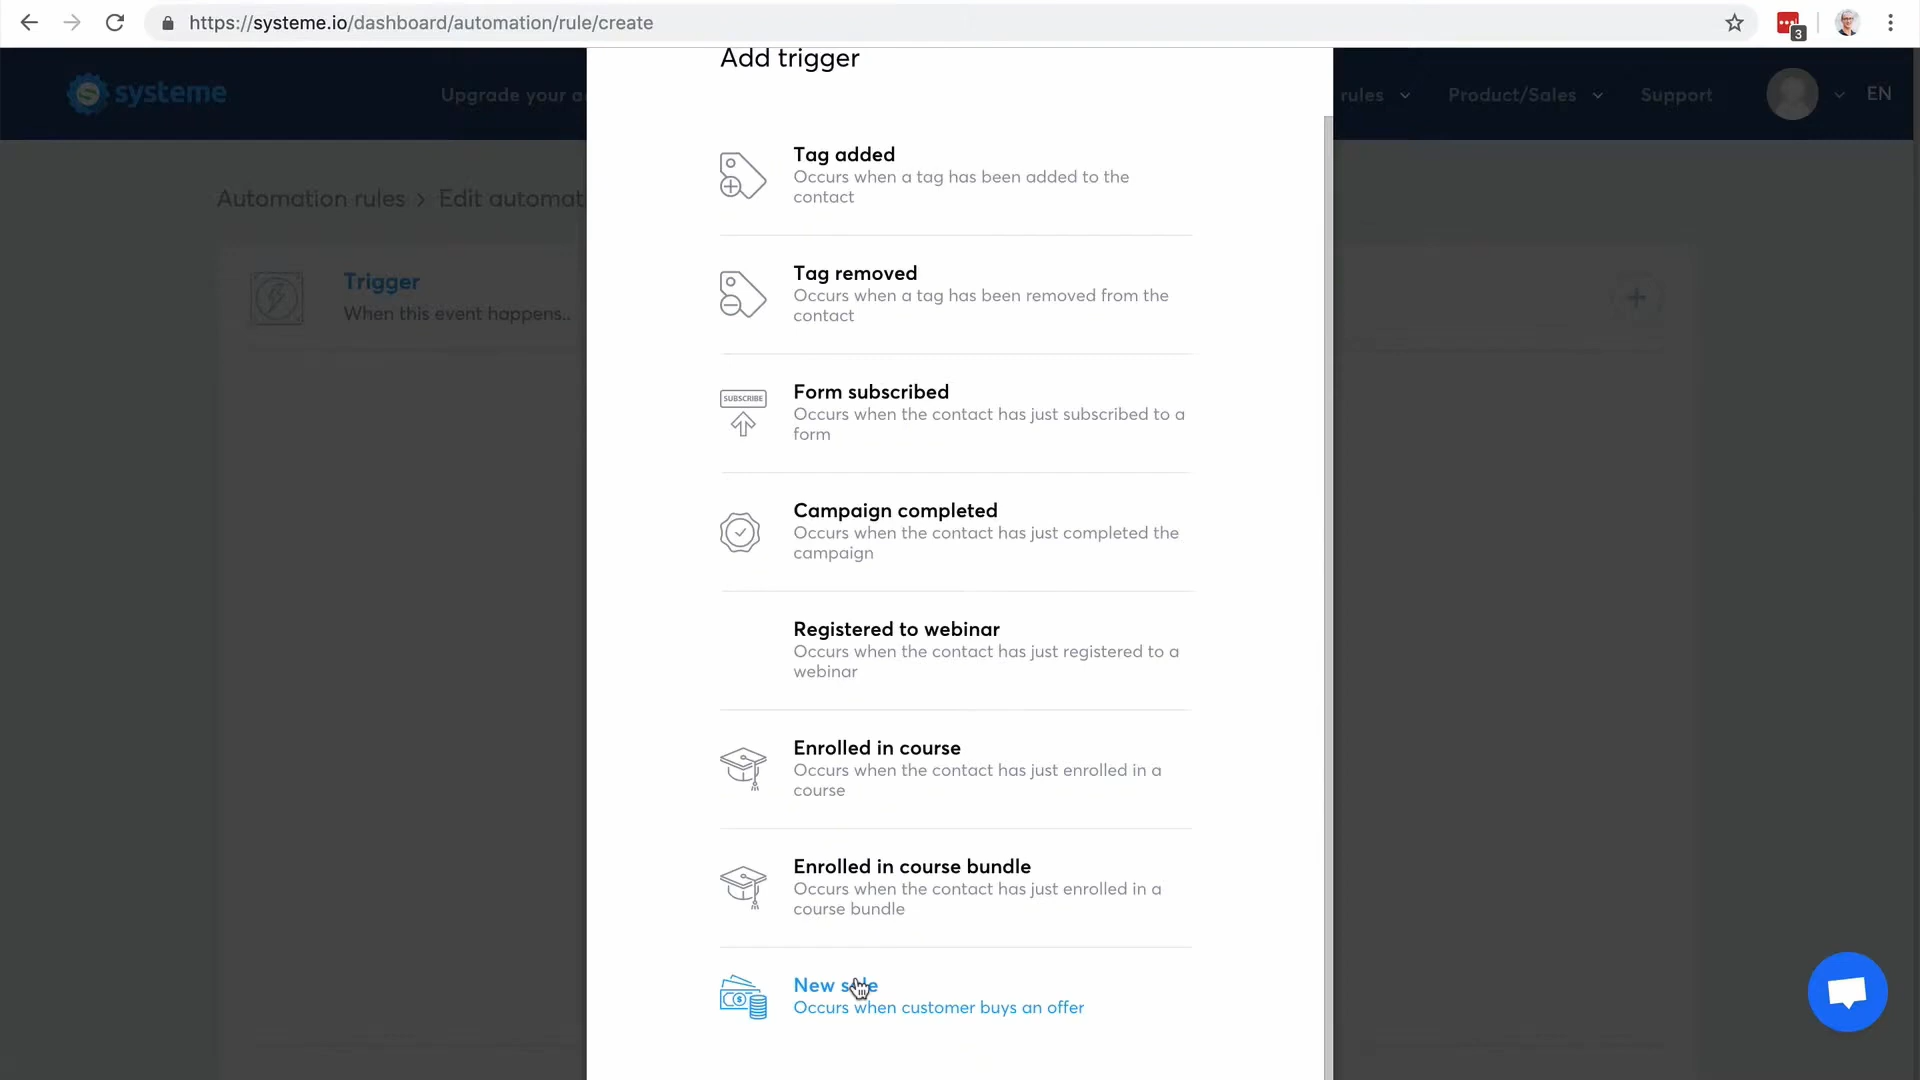 https://systeme.io/dashboard/automation/rule/create
3
Add trigger
systeme
Upgrade your a
rules
Product/Sales
Support
EN
Automation rules > Edit automat
Trigger
When this event happens..
Tag added
Occurs when a tag has been added to the
contact
Tag removed
Occurs when a tag has been removed from the
contact
SUBSCRIBE
Form subscribed
Occurs when the contact has just subscribed to a
form
Campaign completed
Occurs when the contact has just completed the
campaign
Registered to webinar
Occurs when the contact has just registered to a
webinar
Enrolled in course
Occurs when the contact has just enrolled in a
course
Enrolled in course bundle
Occurs when the contact has just enrolled in a
course bundle
New sale
Occurs when customer buys an offer